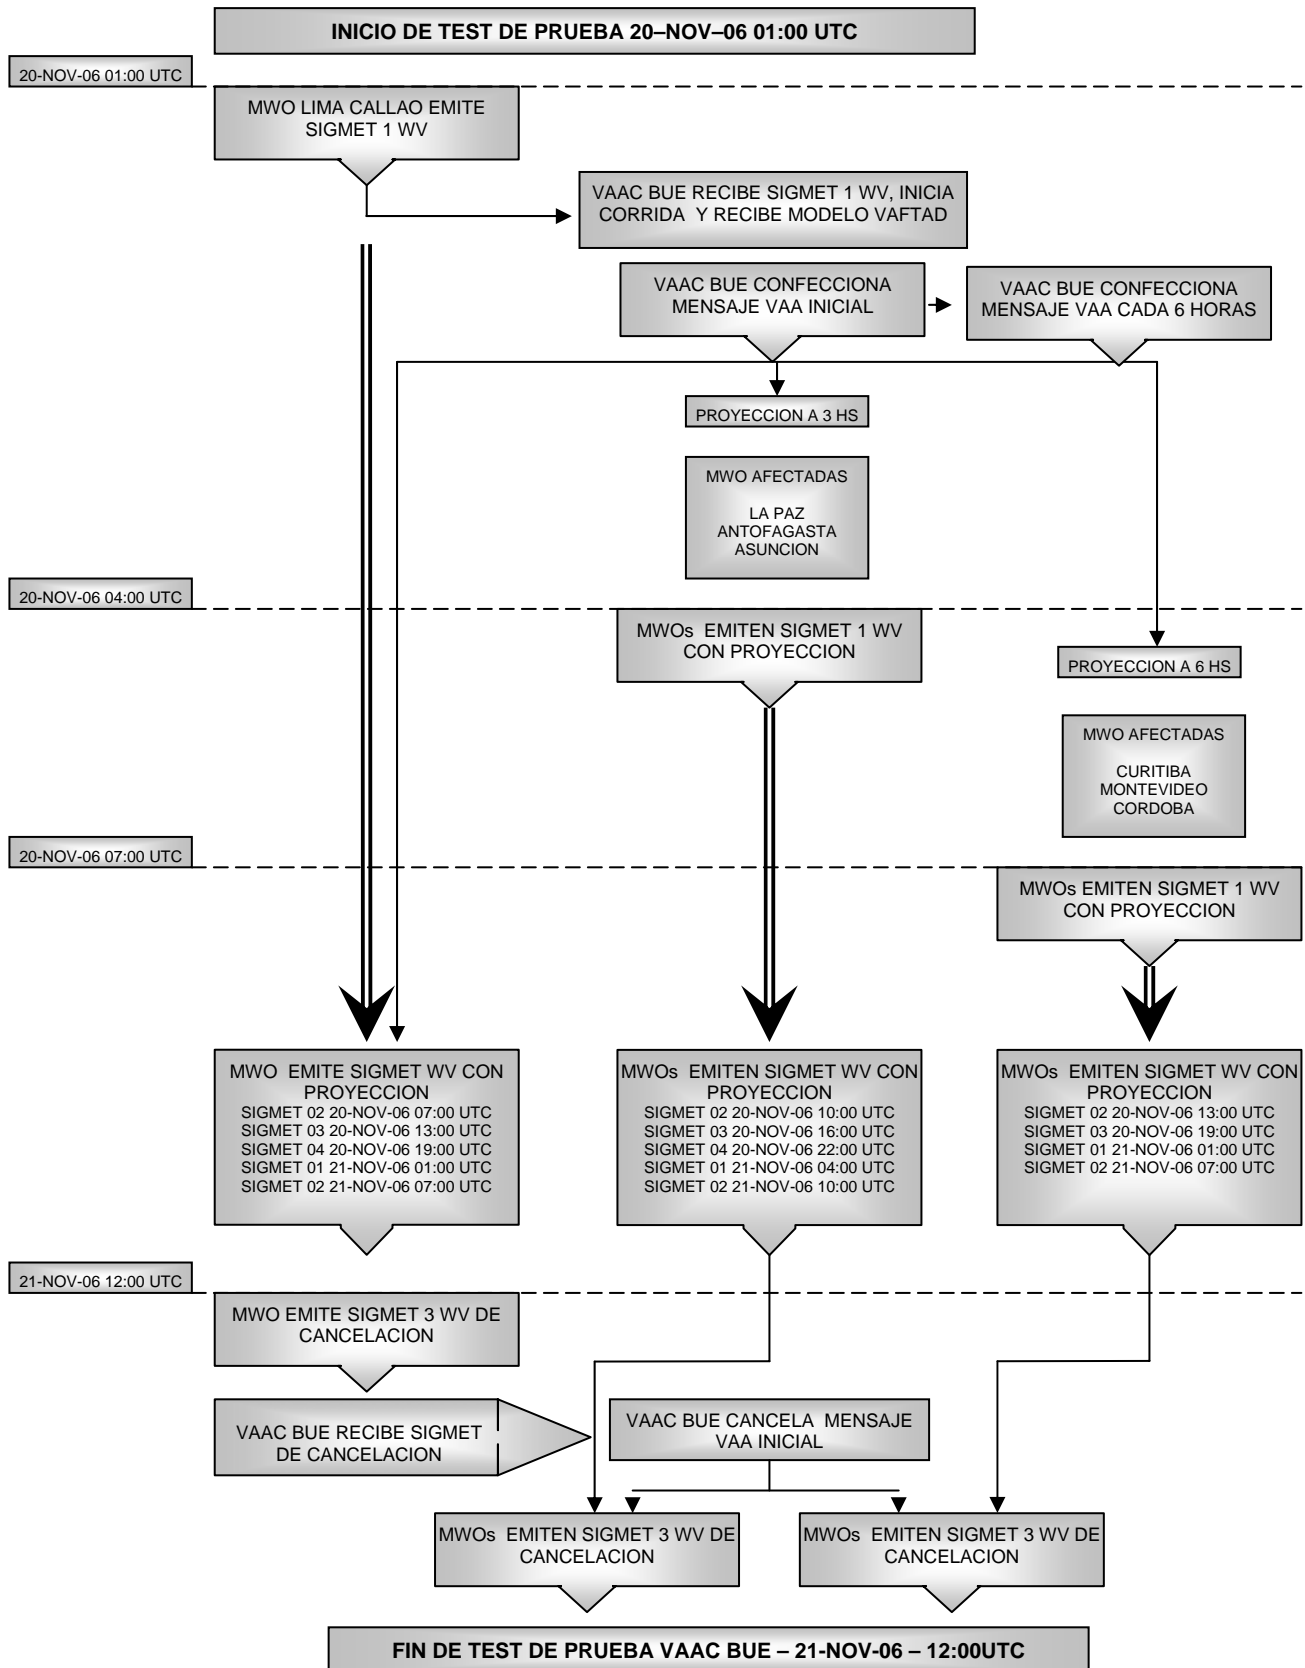 INICIO DE TEST DE PRUEBA 20–NOV–06 01:00 UTC
20-NOV-06 01:00 UTC
MWO LIMA CALLAO EMITE
SIGMET 1 WV
VAAC BUE RECIBE SIGMET 1 WV, INICIA
CORRIDA Y RECIBE MODELO VAFTAD
VAAC BUE CONFECCIONA
MENSAJE VAA INICIAL
VAAC BUE CONFECCIONA
MENSAJE VAA CADA 6 HORAS
PROYECCION A 3 HS
MWO AFECTADAS
LA PAZ
ANTOFAGASTA
ASUNCION
20-NOV-06 04:00 UTC
MWOs EMITEN SIGMET 1 WV
CON PROYECCION
PROYECCION A 6 HS
MWO AFECTADAS
CURITIBA
MONTEVIDEO
CORDOBA
20-NOV-06 07:00 UTC
MWOs EMITEN SIGMET 1 WV
CON PROYECCION
MWO EMITE SIGMET WV CON
PROYECCION
SIGMET 02 20-NOV-06 07:00 UTC
SIGMET 03 20-NOV-06 13:00 UTC
SIGMET 04 20-NOV-06 19:00 UTC
SIGMET 01 21-NOV-06 01:00 UTC
SIGMET 02 21-NOV-06 07:00 UTC
MWOs EMITEN SIGMET WV CON
PROYECCION
SIGMET 02 20-NOV-06 10:00 UTC
SIGMET 03 20-NOV-06 16:00 UTC
SIGMET 04 20-NOV-06 22:00 UTC
SIGMET 01 21-NOV-06 04:00 UTC
SIGMET 02 21-NOV-06 10:00 UTC
MWOs EMITEN SIGMET WV CON
PROYECCION
SIGMET 02 20-NOV-06 13:00 UTC
SIGMET 03 20-NOV-06 19:00 UTC
SIGMET 01 21-NOV-06 01:00 UTC
SIGMET 02 21-NOV-06 07:00 UTC
21-NOV-06 12:00 UTC
MWO EMITE SIGMET 3 WV DE
CANCELACION
VAAC BUE RECIBE SIGMET
DE CANCELACION
VAAC BUE CANCELA MENSAJE
VAA INICIAL
MWOs EMITEN SIGMET 3 WV DE
CANCELACION
MWOs EMITEN SIGMET 3 WV DE
CANCELACION
FIN DE TEST DE PRUEBA VAAC BUE – 21-NOV-06 – 12:00UTC